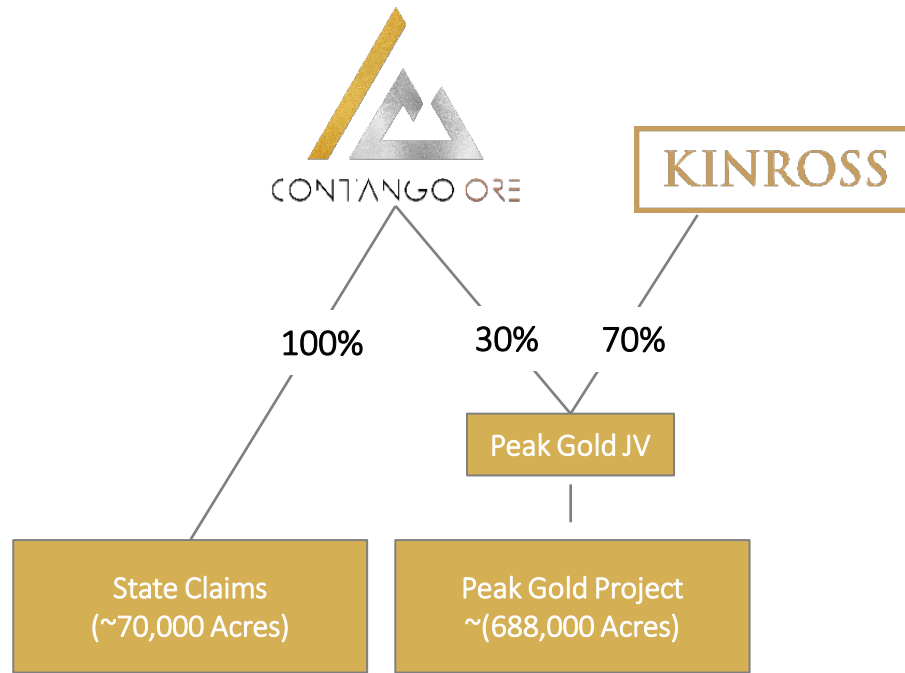 CONTANGO ORE
KINROSS
100%
30%
70%
Peak Gold JV
State Claims
(~70,000 Acres)
Peak Gold Project
~(688,000 Acres)